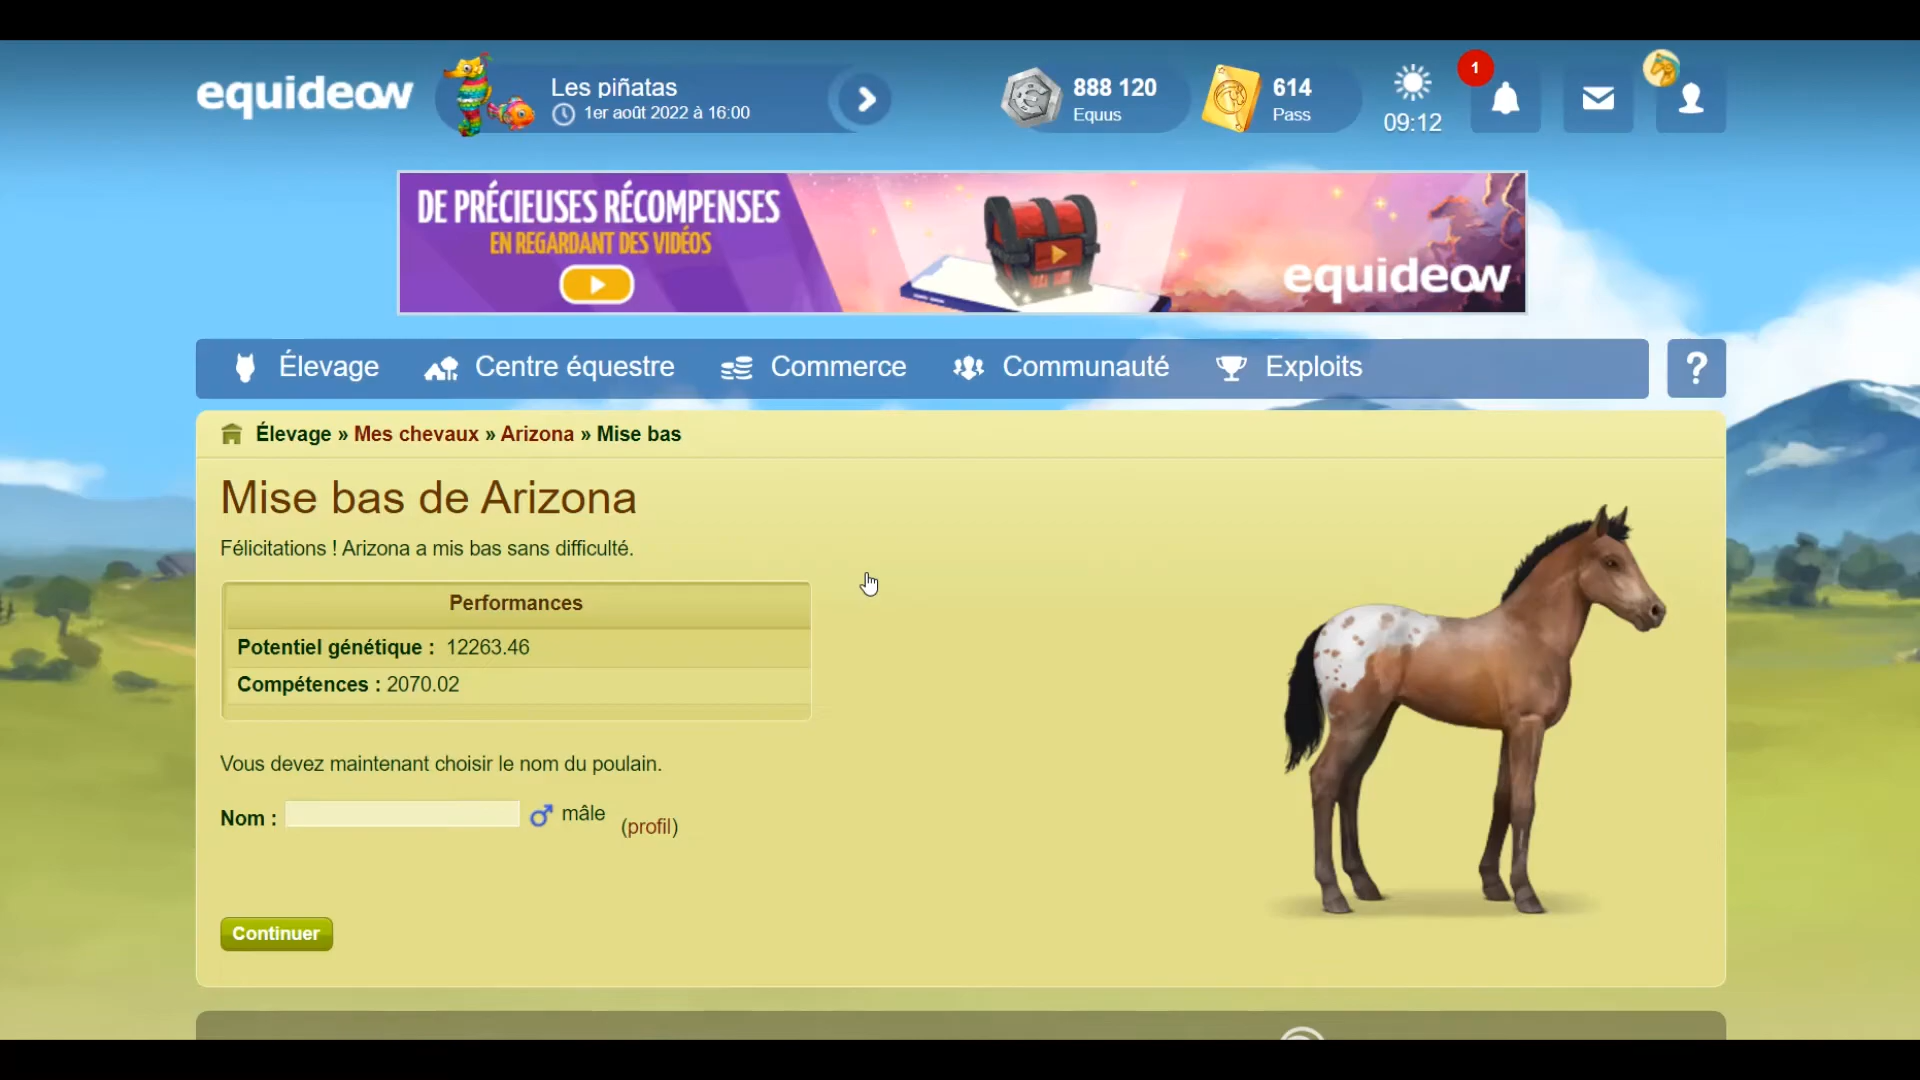 equideow
Les piñatas
1er août 2022 à 16:00
888 120
Equus
614
Pass
09:12
1
DE PRÉCIEUSES RÉCOMPENSES
EN REGARDANT DES VIDÉOS
equideow
Élevage
Centre équestre
Commerce
Communauté
Exploits
?
Élevage » Mes chevaux » Arizona » Mise bas
Mise bas de Arizona
Félicitations ! Arizona a mis bas sans difficulté.
Performances
Potentiel génétique : 12263.46
Compétences : 2070.02
Vous devez maintenant choisir le nom du poulain.
Nom : mâle (profil)
Continuer